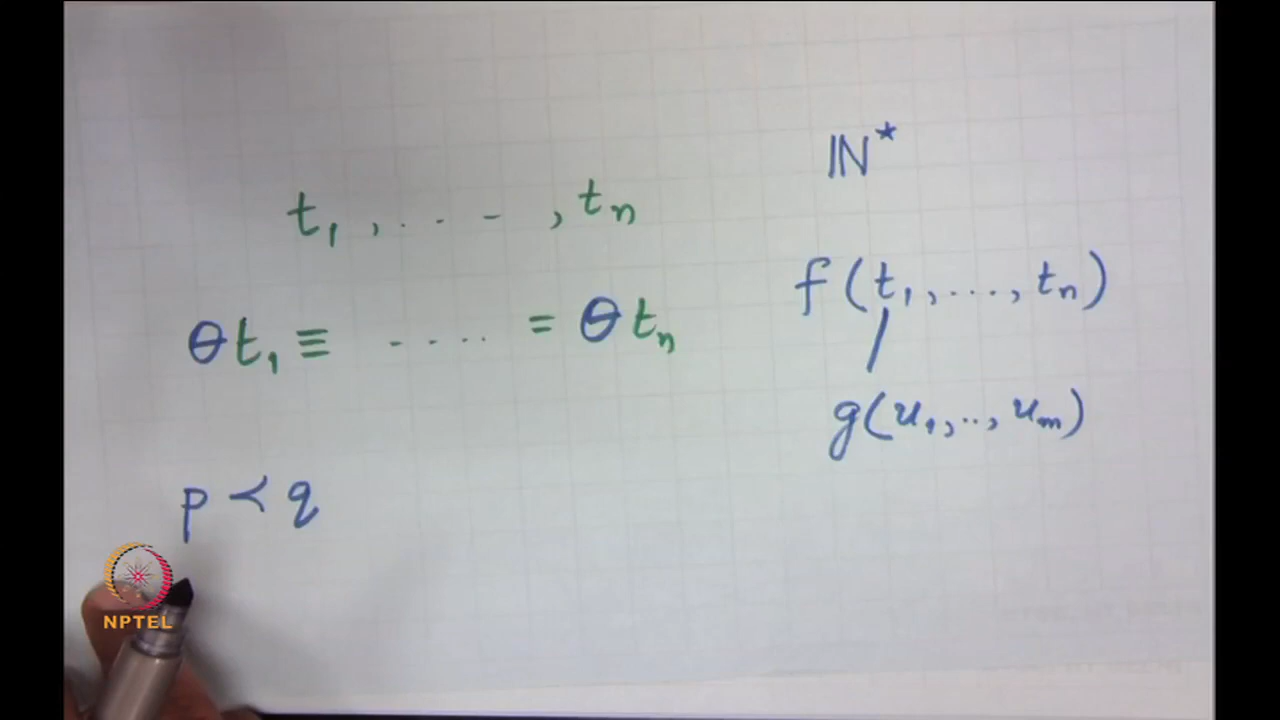 t₁, . . - , tₙ
θt₁ ≡ - . . . . = θtₙ
p ≺ q
ℕ*
f(t₁, ..., tₙ)
g(u₁, .., uₘ)
NPTEL